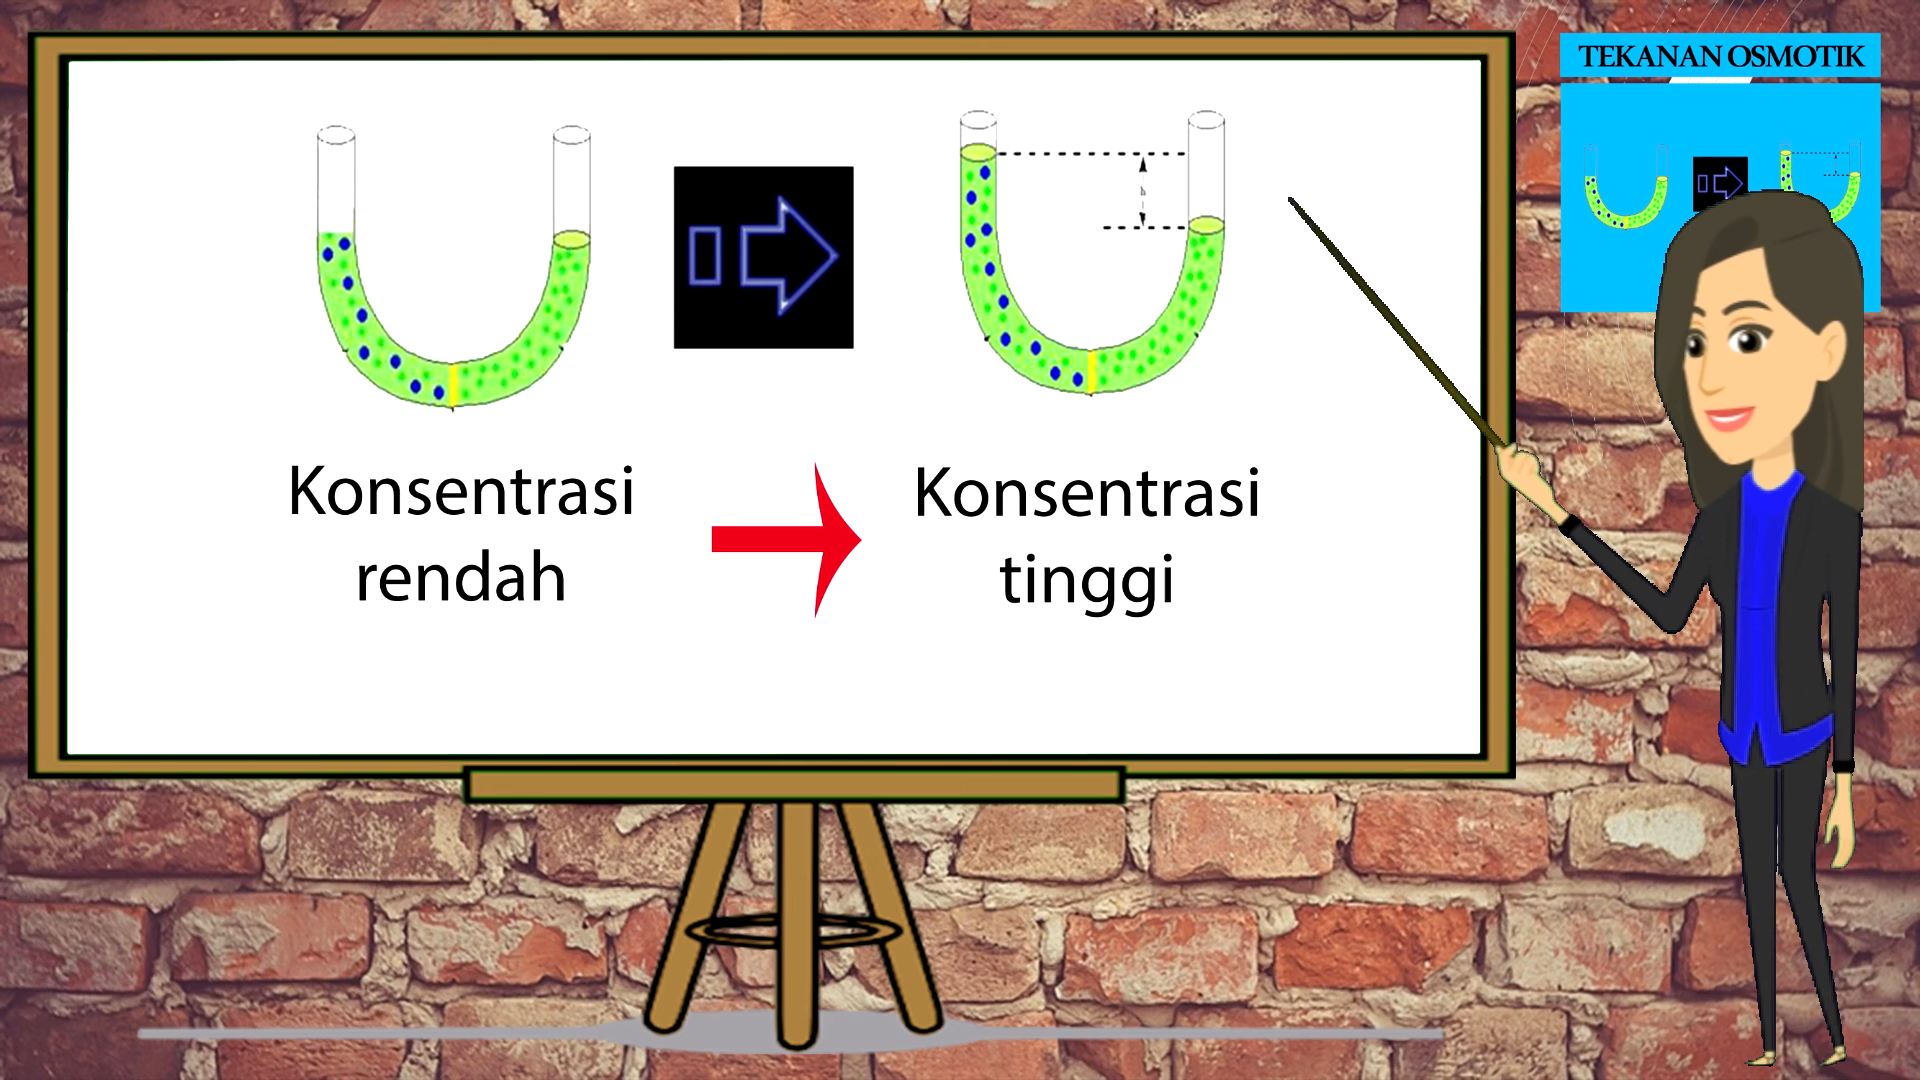 TEKANAN OSMOTIK
Konsentrasi
rendah
Konsentrasi
tinggi